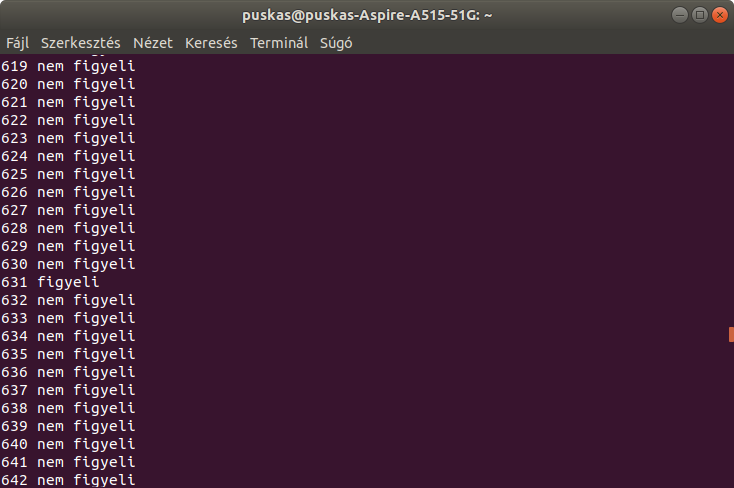 puskas@puskas-Aspire-A515-51G: ~
Fájl Szerkesztés Nézet Keresés Terminál Súgó
619 nem figyeli
620 nem figyeli
621 nem figyeli
622 nem figyeli
623 nem figyeli
624 nem figyeli
625 nem figyeli
626 nem figyeli
627 nem figyeli
628 nem figyeli
629 nem figyeli
630 nem figyeli
631 figyeli
632 nem figyeli
633 nem figyeli
634 nem figyeli
635 nem figyeli
636 nem figyeli
637 nem figyeli
638 nem figyeli
639 nem figyeli
640 nem figyeli
641 nem figyeli
642 nem figyeli